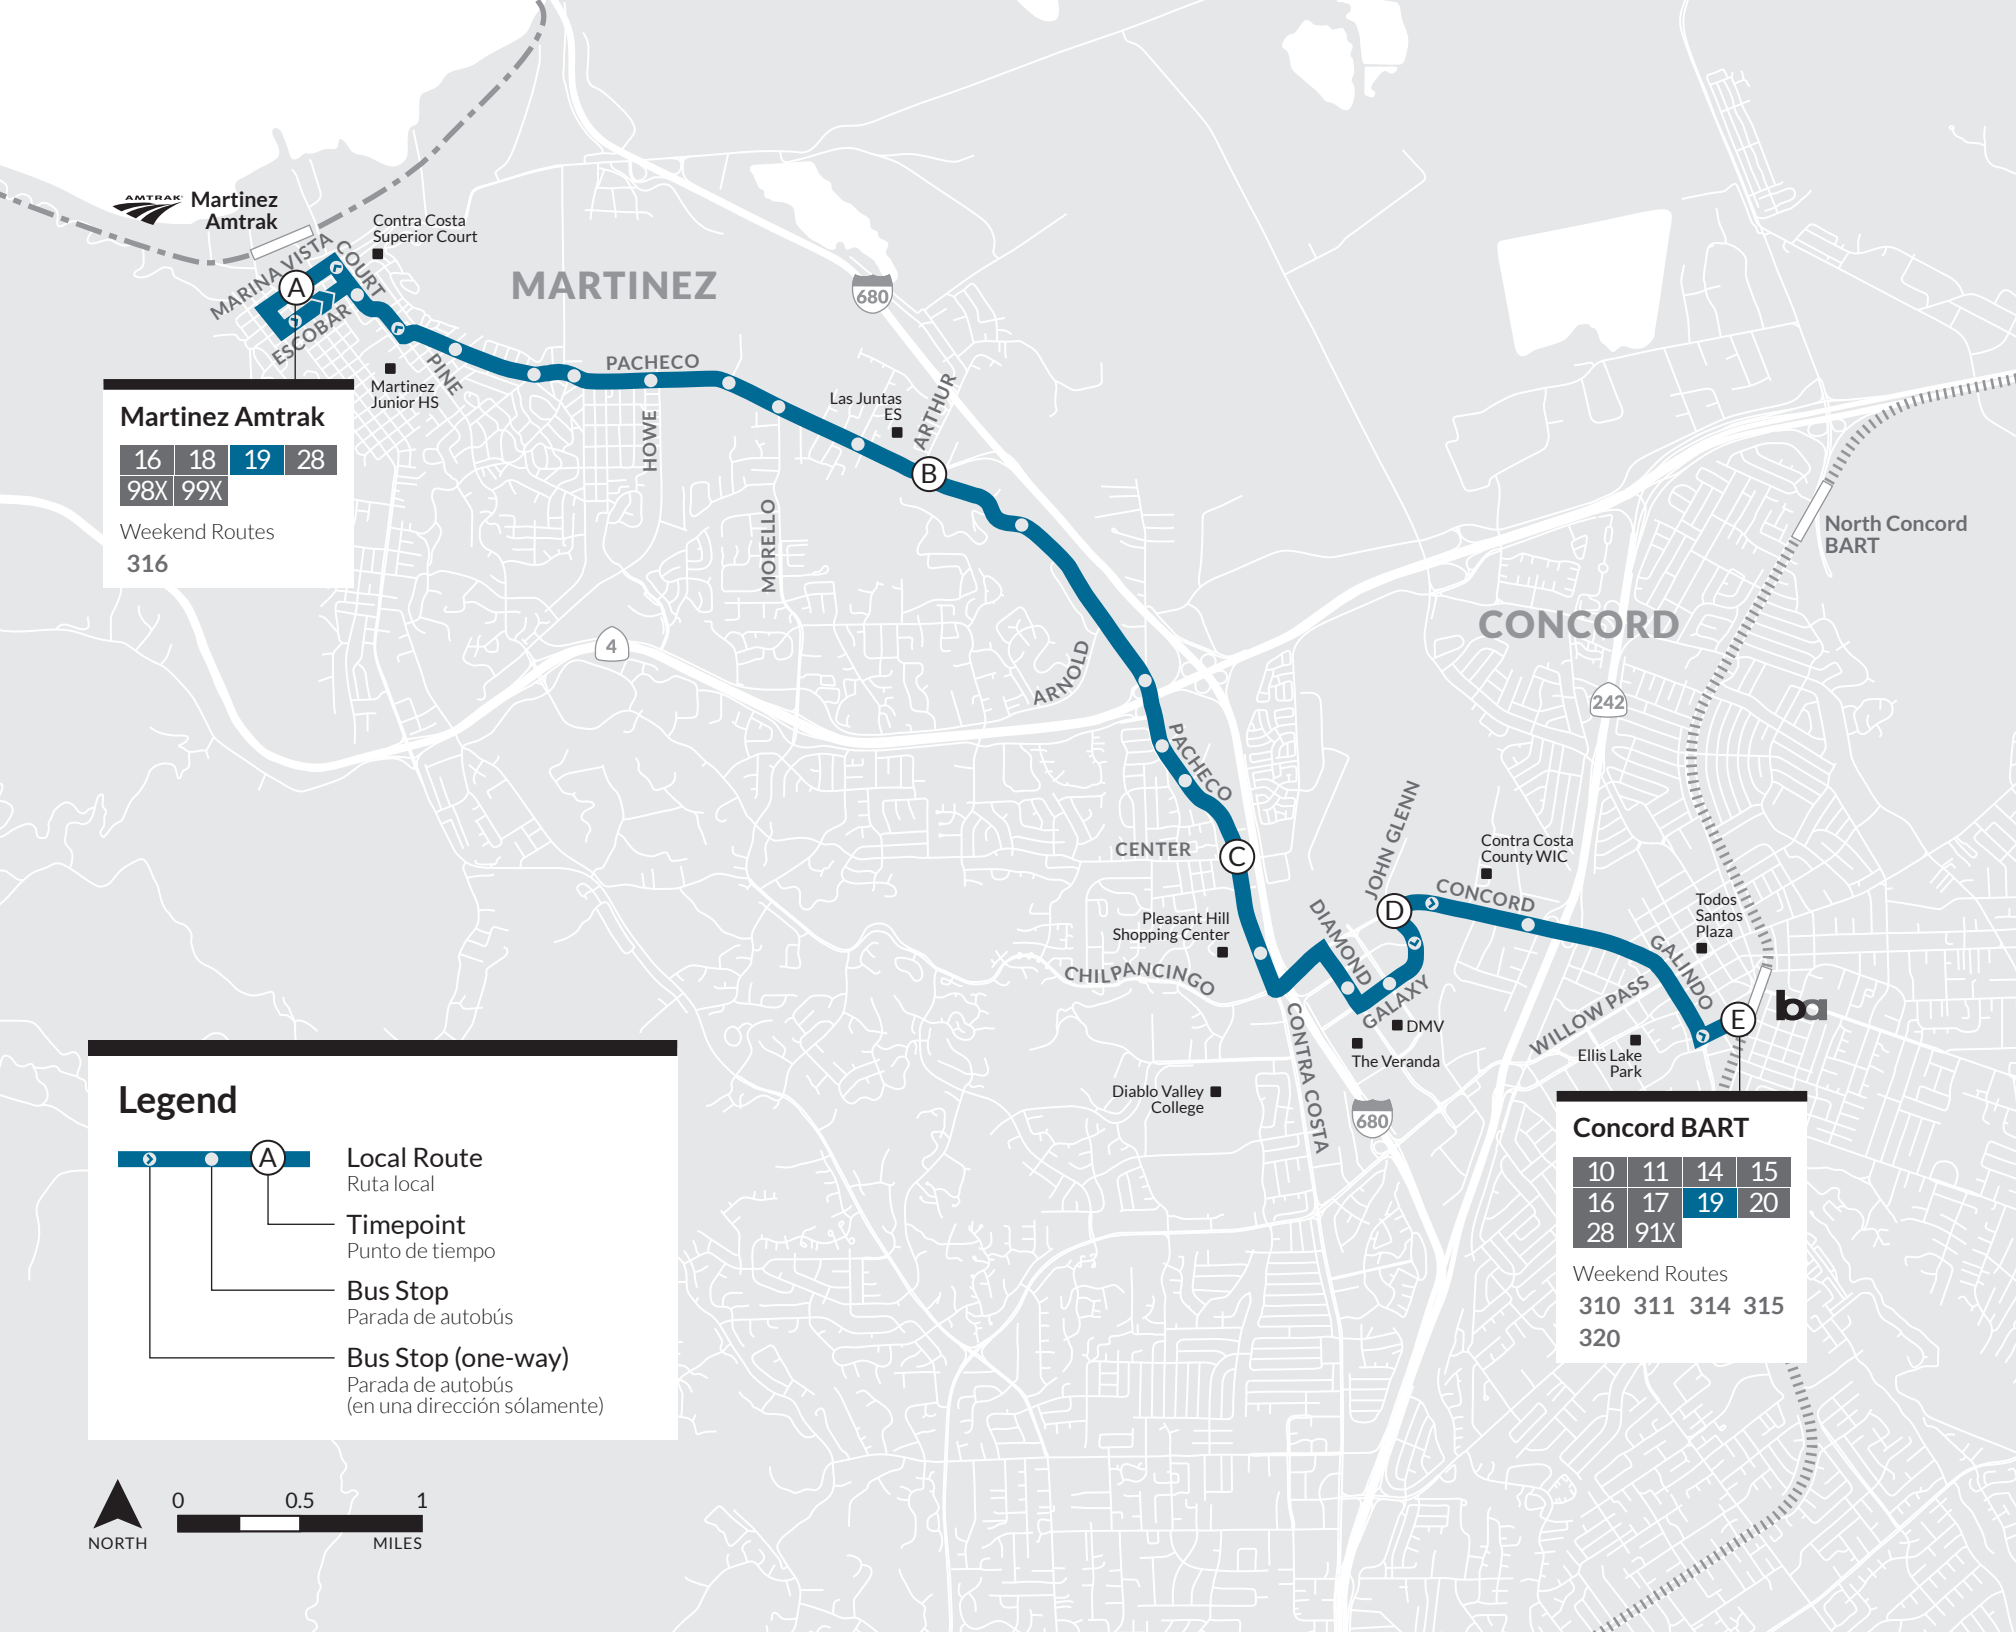 AMTRAK
Martinez
Amtrak
Contra Costa
Superior Court
MARINA VISTA
COURT
A
ESCOBAR
MARTINEZ
680
PINE
PACHECO
Martinez
Junior HS
HOWE
Las Juntas
ES
ARTHUR
B
Martinez Amtrak
16 18 19 28
98X 99X
Weekend Routes
316
MORELLO
North Concord
BART
4
ARNOLD
CONCORD
242
PACHECO
CENTER
C
JOHN GLENN
Contra Costa
County WIC
D
CONCORD
DIAMOND
Pleasant Hill
Shopping Center
CHILPANCINGO
GALAXY
DMV
The Veranda
CONTRA COSTA
Diablo Valley
College
680
Todos
Santos
Plaza
GALINDO
WILLOW PASS
Ellis Lake
Park
E
ba
Concord BART
10 11 14 15
16 17 19 20
28 91X
Weekend Routes
310 311 314 315
320
Legend
A
Local Route
Ruta local
Timepoint
Punto de tiempo
Bus Stop
Parada de autobús
Bus Stop (one-way)
Parada de autobús
(en una dirección sólamente)
0 0.5 1
NORTH
MILES